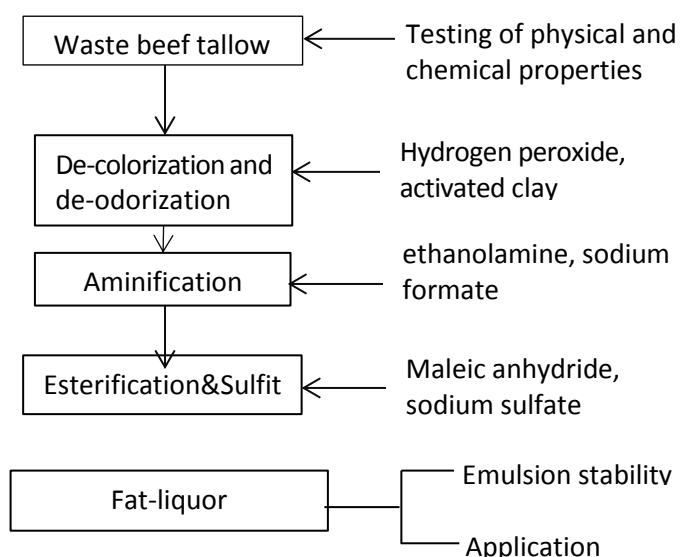 Waste beef tallow
Testing of physical and
chemical properties
De-colorization and
de-odorization
Hydrogen peroxide,
activated clay
Aminification
ethanolamine, sodium
formate
Esterification&Sulfit
Maleic anhydride,
sodium sulfate
Fat-liquor
Emulsion stability
Application